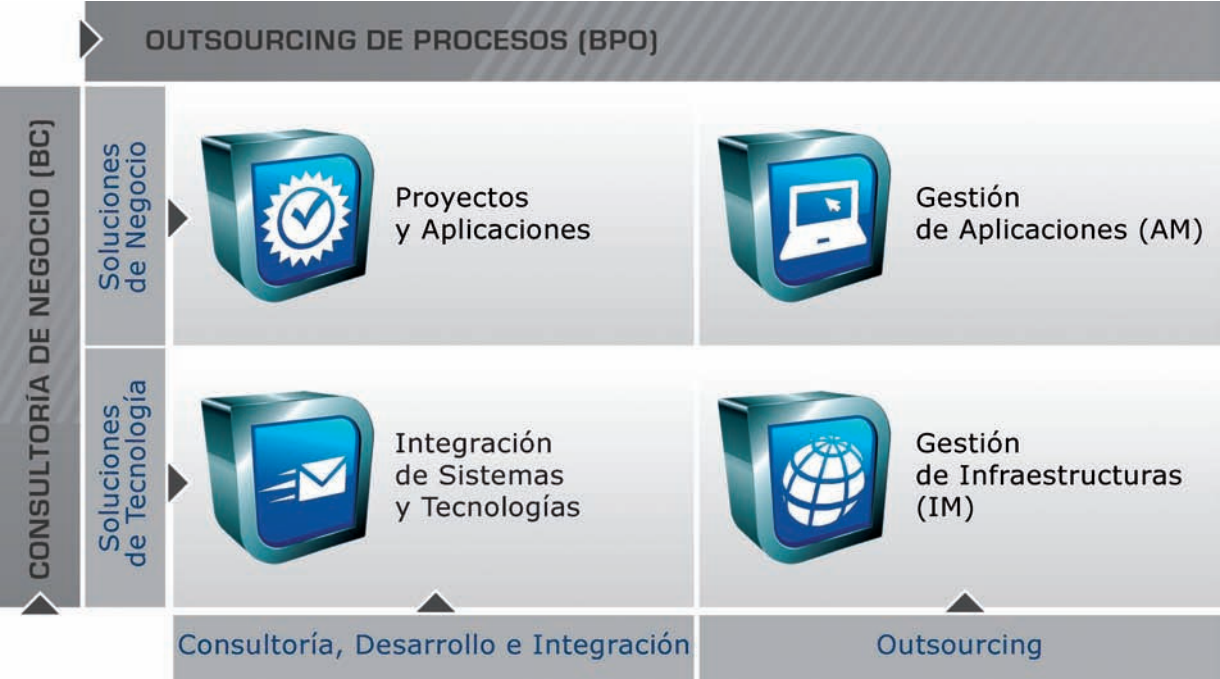 OUTSOURCING DE PROCESOS (BPO)
CONSULTORÍA DE NEGOCIO (BC)
Soluciones
de Negocio
Proyectos
y Aplicaciones
Gestión
de Aplicaciones (AM)
Soluciones
de Tecnología
Integración
de Sistemas
y Tecnologías
Gestión
de Infraestructuras
(IM)
Consultoría, Desarrollo e Integración
Outsourcing